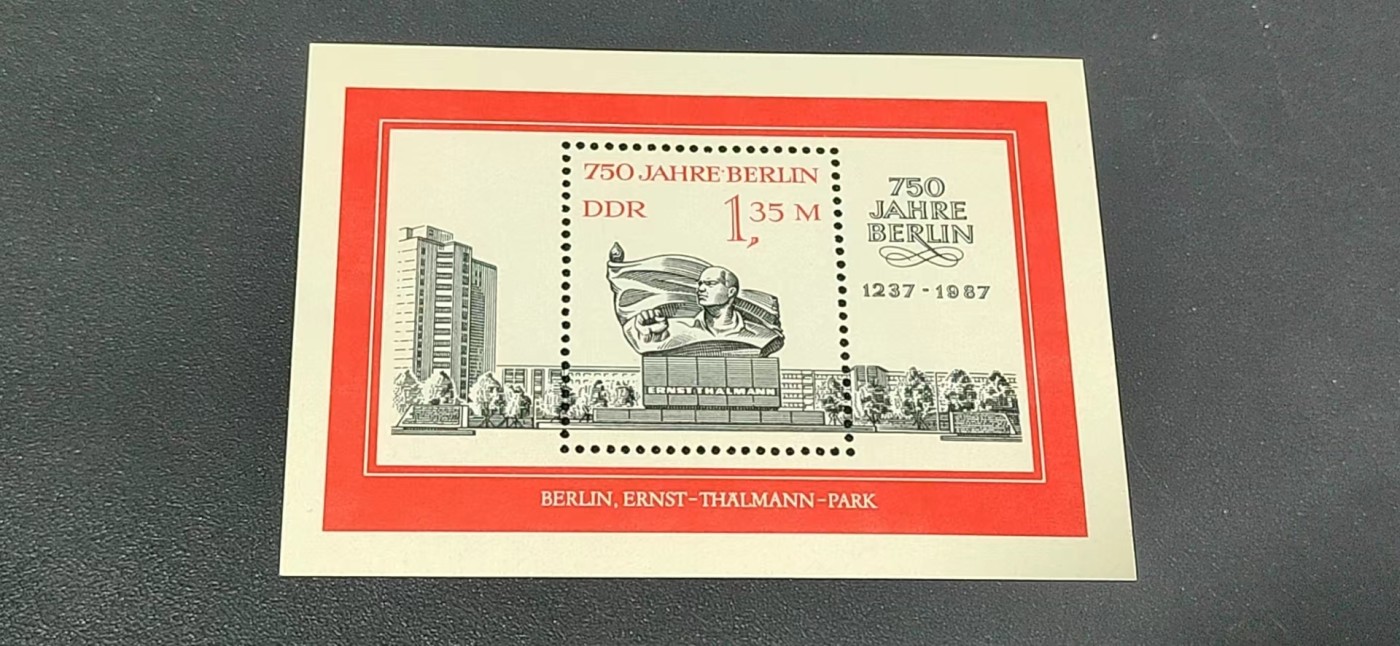 750 JAHRE·BERLIN
DDR 1,35 M
750
JAHRE
BERLIN
1237-1987
ERNST THÄLMANN
BERLIN, ERNST-THÄLMANN-PARK